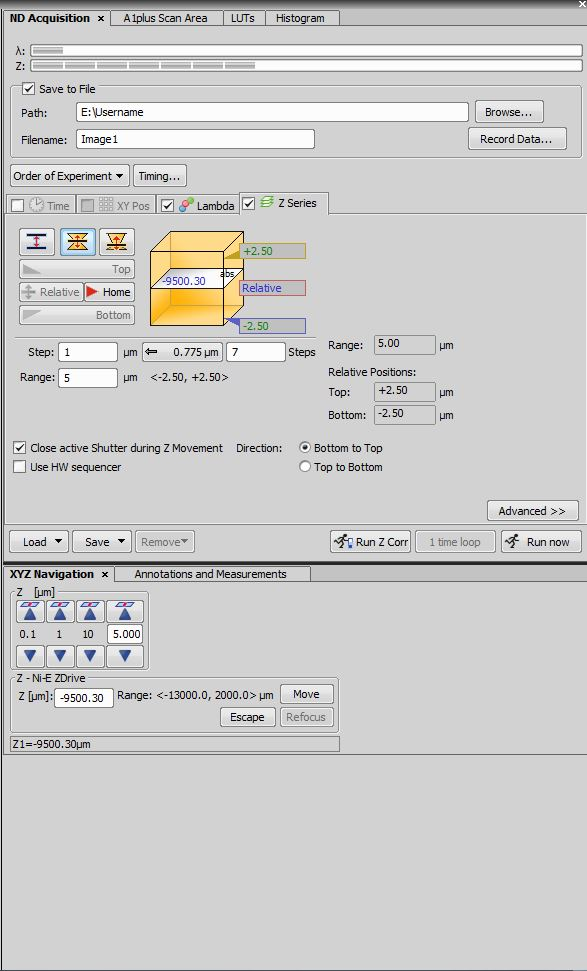 ND Acquisition × A1plus Scan Area LUTs Histogram
λ:
Z:
Save to File
Path: E:\Username Browse...
Filename: Image1 Record Data...
Order of Experiment Timing...
Time XY Pos Lambda Z Series
Top
Relative Home
Bottom
+2.50
abs
-9500.30
Relative
-2.50
Step: 1 µm 0.775 µm 7 Steps
Range: 5 µm <-2.50, +2.50>
Range: 5.00 µm
Relative Positions:
Top: +2.50 µm
Bottom: -2.50 µm
Close active Shutter during Z Movement Direction: Bottom to Top
Use HW sequencer Top to Bottom
Advanced >>
Load Save Remove Run Z Corr 1 time loop Run now
XYZ Navigation × Annotations and Measurements
Z [µm]
0.1 1 10 5.000
Z - Ni-E ZDrive
Z [µm]: -9500.30 Range: <-13000.0, 2000.0> µm Move
Escape Refocus
Z1=-9500.30µm